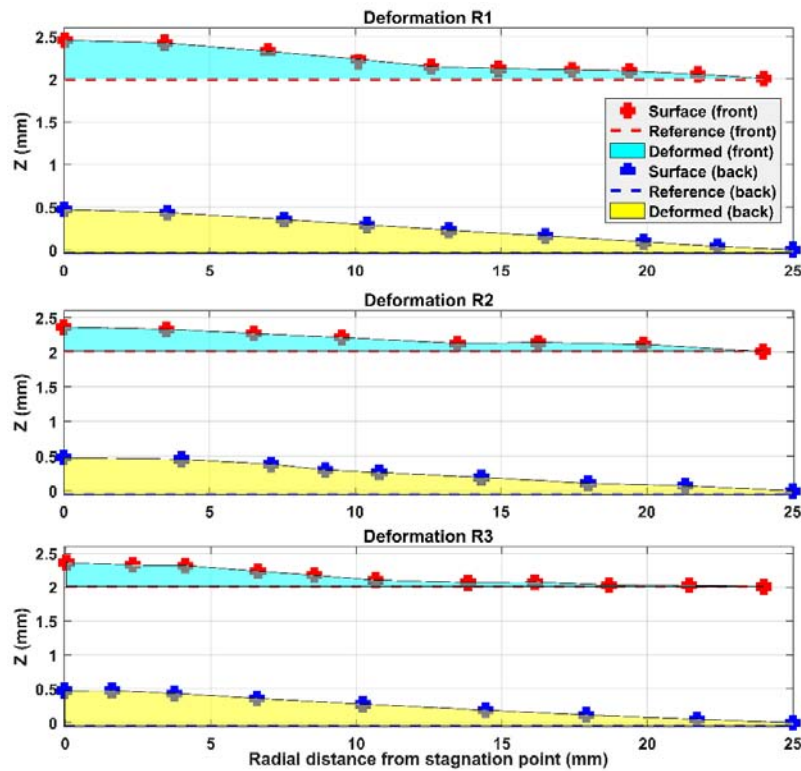 Deformation R1
2.5
2
1.5
1
0.5
0
Z (mm)
Surface (front)
Reference (front)
Deformed (front)
Surface (back)
Reference (back)
Deformed (back)
0 5 10 15 20 25
Deformation R2
2.5
2
1.5
1
0.5
0
Z (mm)
0 5 10 15 20 25
Deformation R3
2.5
2
1.5
1
0.5
0
Z (mm)
0 5 10 15 20 25
Radial distance from stagnation point (mm)